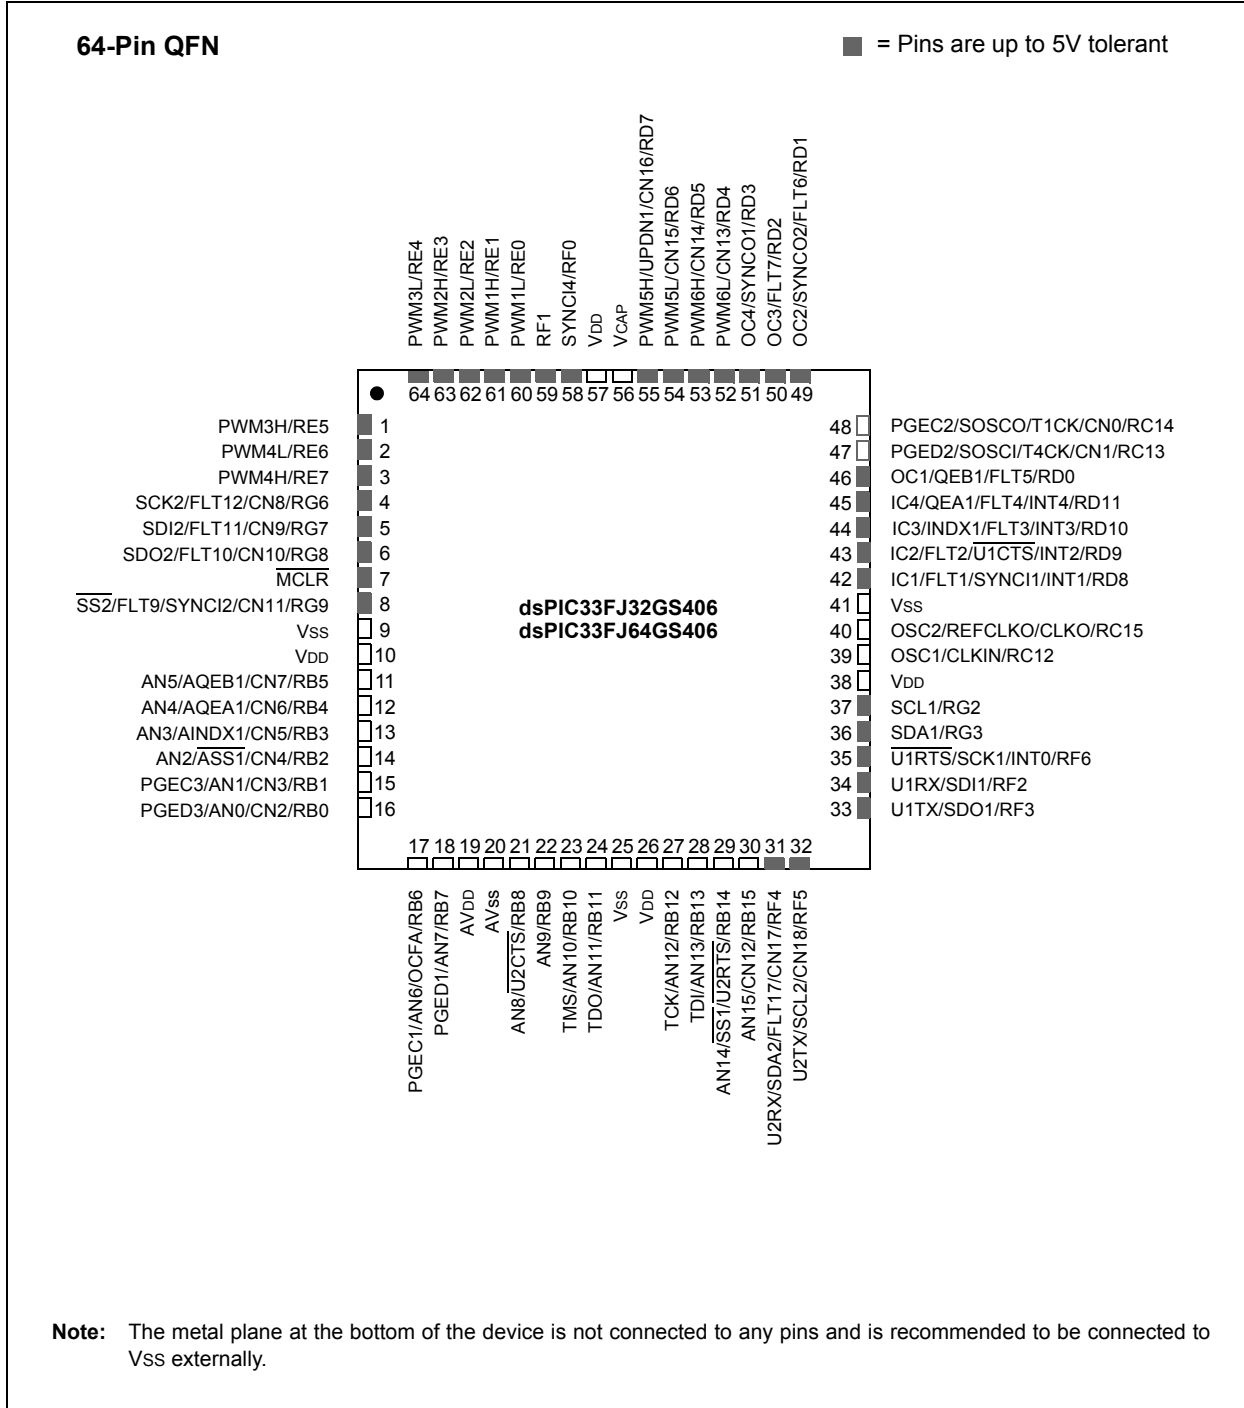 64-Pin QFN
= Pins are up to 5V tolerant
PWM3L/RE4
PWM2H/RE3
PWM2L/RE2
PWM1H/RE1
PWM1L/RE0
RF1
SYNCI4/RF0
VDD
VCAP
PWM5H/UPDN1/CN16/RD7
PWM5L/CN15/RD6
PWM6H/CN14/RD5
PWM6L/CN13/RD4
OC4/SYNCO1/RD3
OC3/FLT7/RD2
OC2/SYNCO2/FLT6/RD1
64 63 62 61 60 59 58 57 56 55 54 53 52 51 50 49
PWM3H/RE5 1
PWM4L/RE6 2
PWM4H/RE7 3
SCK2/FLT12/CN8/RG6 4
SDI2/FLT11/CN9/RG7 5
SDO2/FLT10/CN10/RG8 6
MCLR 7
SS2/FLT9/SYNCI2/CN11/RG9 8
VSS 9
VDD 10
AN5/AQEB1/CN7/RB5 11
AN4/AQEA1/CN6/RB4 12
AN3/AINDX1/CN5/RB3 13
AN2/ASS1/CN4/RB2 14
PGEC3/AN1/CN3/RB1 15
PGED3/AN0/CN2/RB0 16
dsPIC33FJ32GS406
dsPIC33FJ64GS406
48 PGEC2/SOSCO/T1CK/CN0/RC14
47 PGED2/SOSCI/T4CK/CN1/RC13
46 OC1/QEB1/FLT5/RD0
45 IC4/QEA1/FLT4/INT4/RD11
44 IC3/INDX1/FLT3/INT3/RD10
43 IC2/FLT2/U1CTS/INT2/RD9
42 IC1/FLT1/SYNCI1/INT1/RD8
41 VSS
40 OSC2/REFCLKO/CLKO/RC15
39 OSC1/CLKIN/RC12
38 VDD
37 SCL1/RG2
36 SDA1/RG3
35 U1RTS/SCK1/INT0/RF6
34 U1RX/SDI1/RF2
33 U1TX/SDO1/RF3
17 18 19 20 21 22 23 24 25 26 27 28 29 30 31 32
PGEC1/AN6/OCFA/RB6
PGED1/AN7/RB7
AVDD
AVss
AN8/U2CTS/RB8
AN9/RB9
TMS/AN10/RB10
TDO/AN11/RB11
VSS
VDD
TCK/AN12/RB12
TDI/AN13/RB13
AN14/SS1/U2RTS/RB14
AN15/CN12/RB15
U2RX/SDA2/FLT17/CN17/RF4
U2TX/SCL2/CN18/RF5
Note: The metal plane at the bottom of the device is not connected to any pins and is recommended to be connected to
VSS externally.